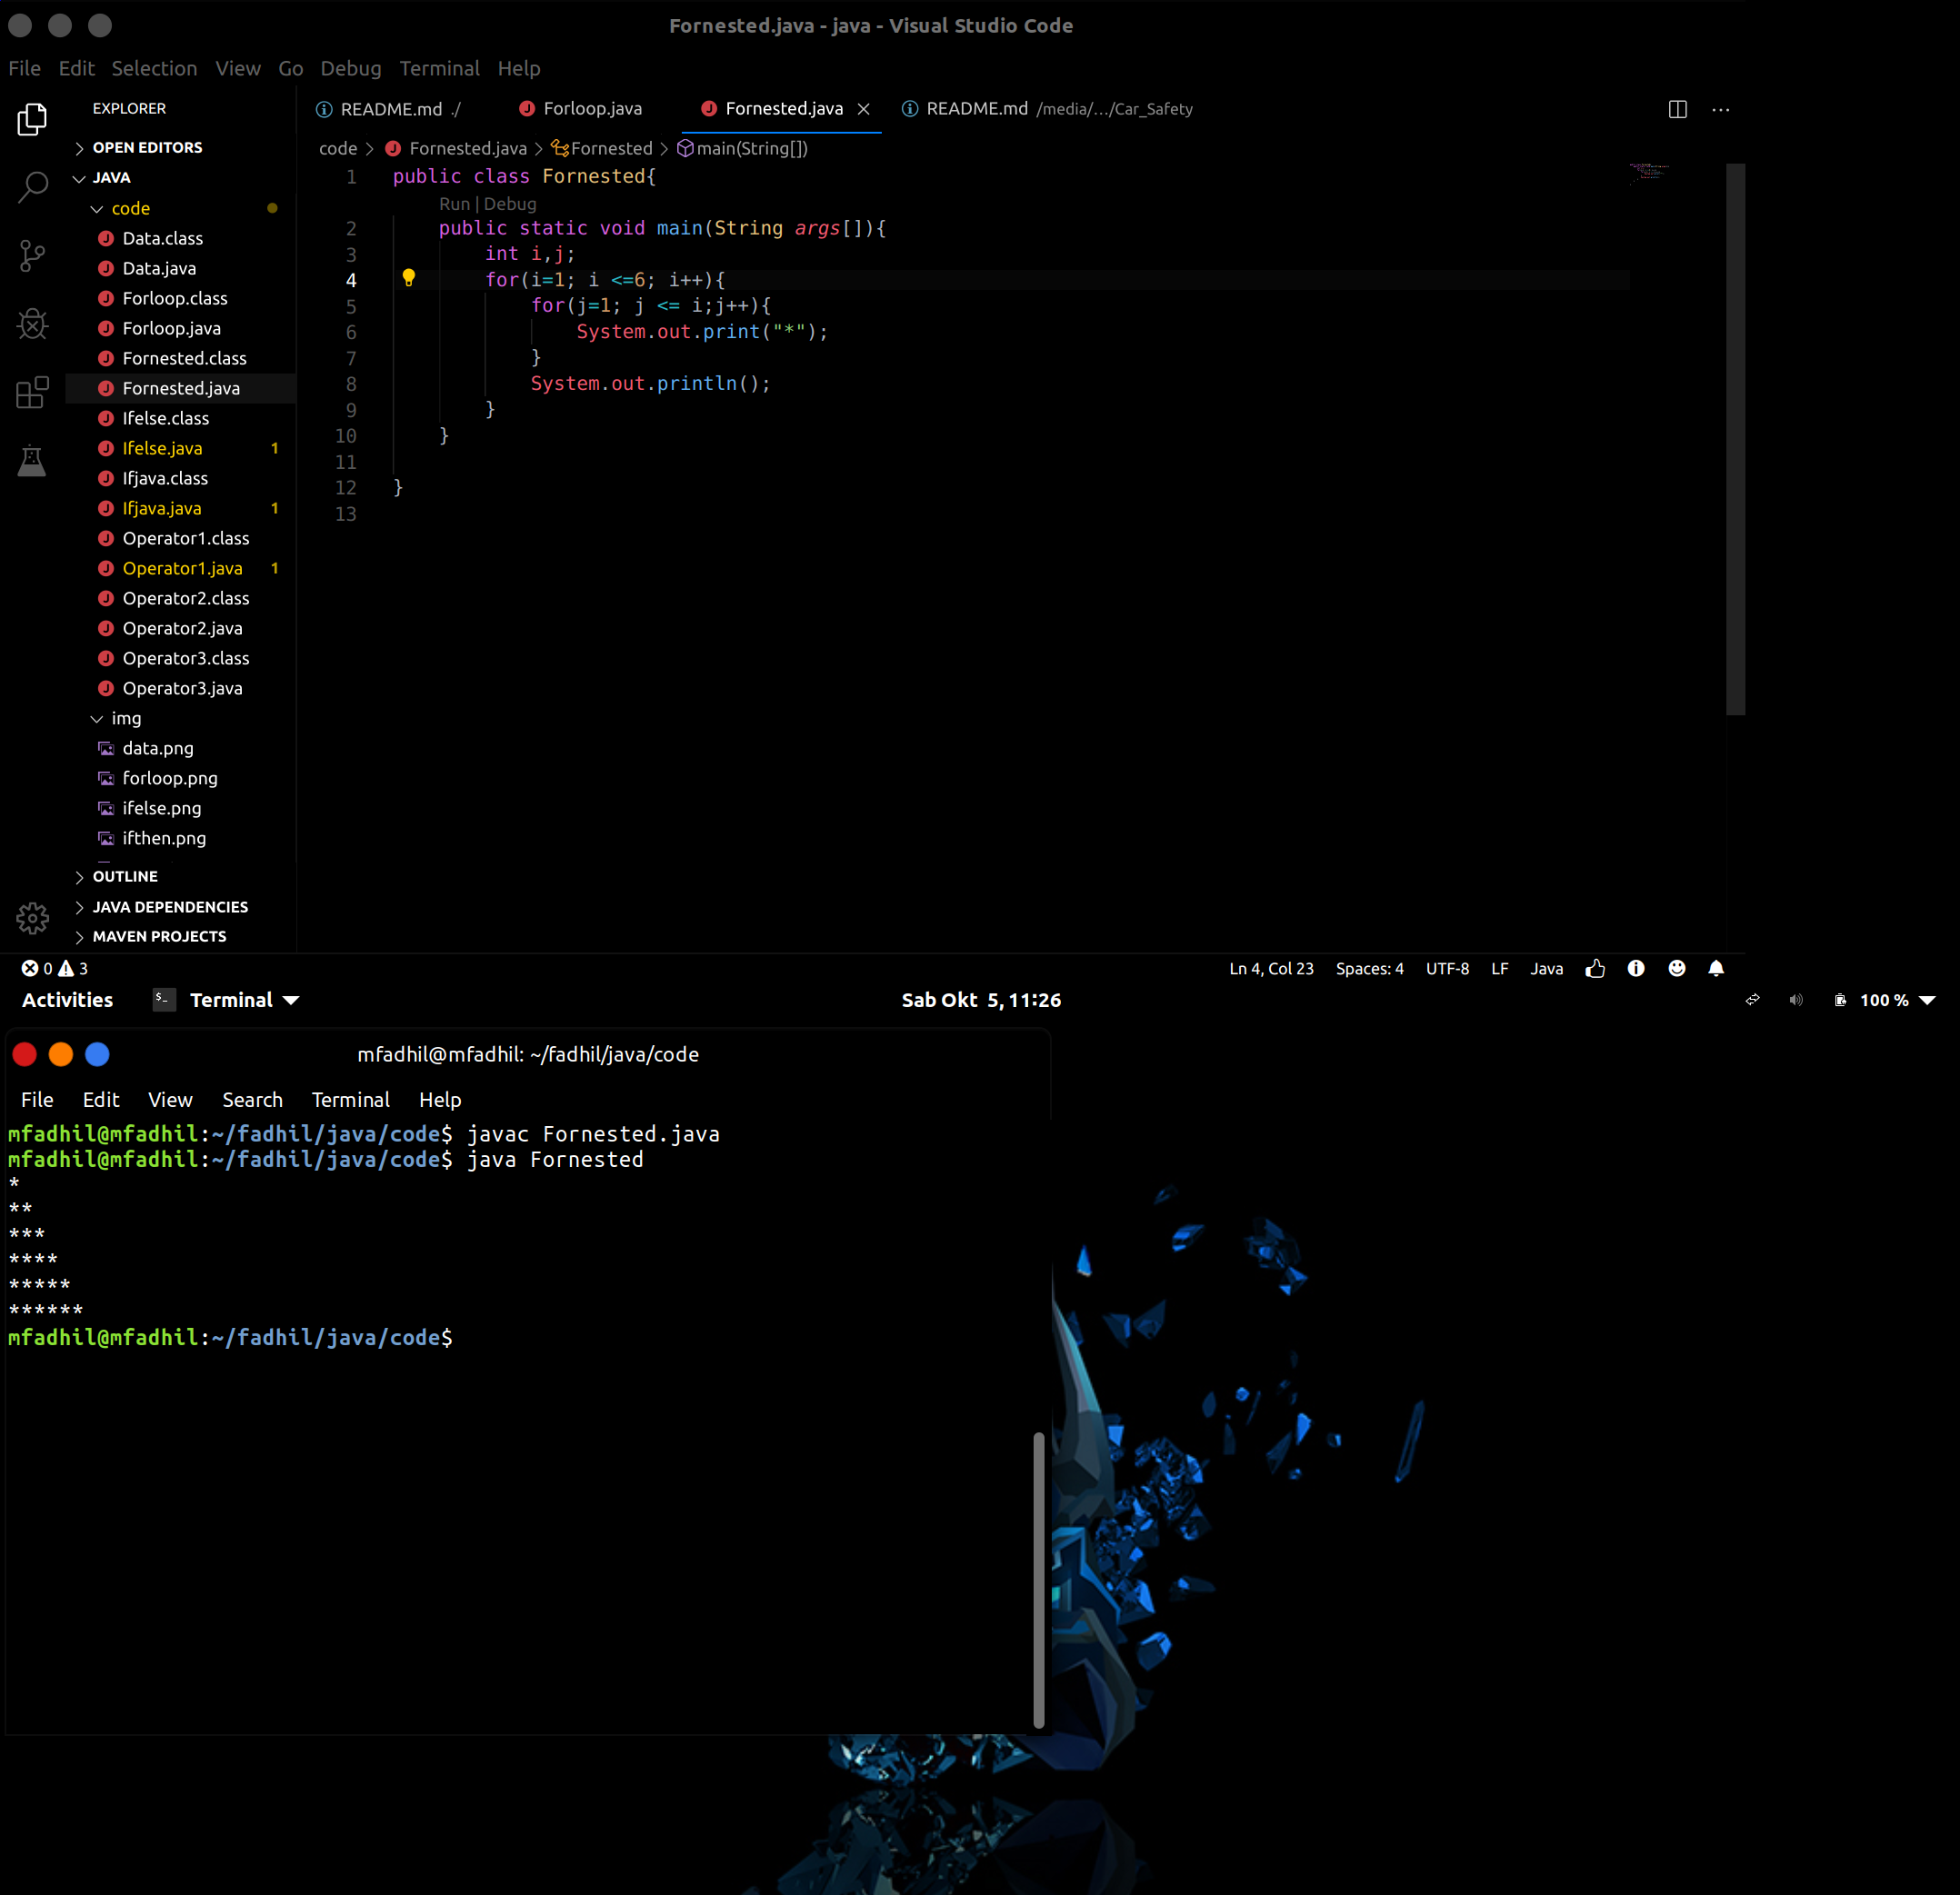 Fornested.java - java - Visual Studio Code
File Edit Selection View Go Debug Terminal Help
EXPLORER
OPEN EDITORS
JAVA
code
Data.class
Data.java
Forloop.class
Forloop.java
Fornested.class
Fornested.java
Ifelse.class
Ifelse.java 1
Ifjava.class
Ifjava.java 1
Operator1.class
Operator1.java 1
Operator2.class
Operator2.java
Operator3.class
Operator3.java
img
data.png
forloop.png
ifelse.png
ifthen.png
OUTLINE
JAVA DEPENDENCIES
MAVEN PROJECTS
README.md ./ Forloop.java Fornested.java README.md /media/.../Car_Safety
code > Fornested.java > Fornested > main(String[])
1 public class Fornested{
Run | Debug
2 public static void main(String args[]){
3 int i,j;
4 for(i=1; i <=6; i++){
5 for(j=1; j <= i;j++){
6 System.out.print("*");
7 }
8 System.out.println();
9 }
10 }
11
12 }
13
0 3 Ln 4, Col 23 Spaces: 4 UTF-8 LF Java
Activities Terminal Sab Okt 5, 11:26 100 %
mfadhil@mfadhil: ~/fadhil/java/code
File Edit View Search Terminal Help
mfadhil@mfadhil:~/fadhil/java/code$ javac Fornested.java
mfadhil@mfadhil:~/fadhil/java/code$ java Fornested
*
**
***
****
*****
******
mfadhil@mfadhil:~/fadhil/java/code$